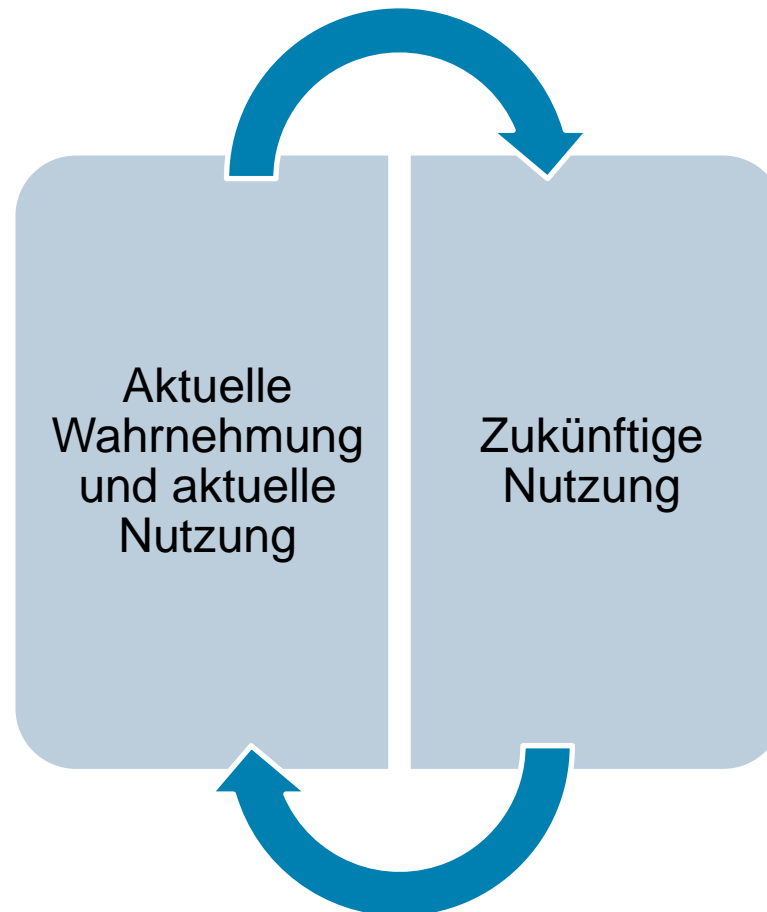 Aktuelle
Wahrnehmung
und aktuelle
Nutzung
Zukünftige
Nutzung